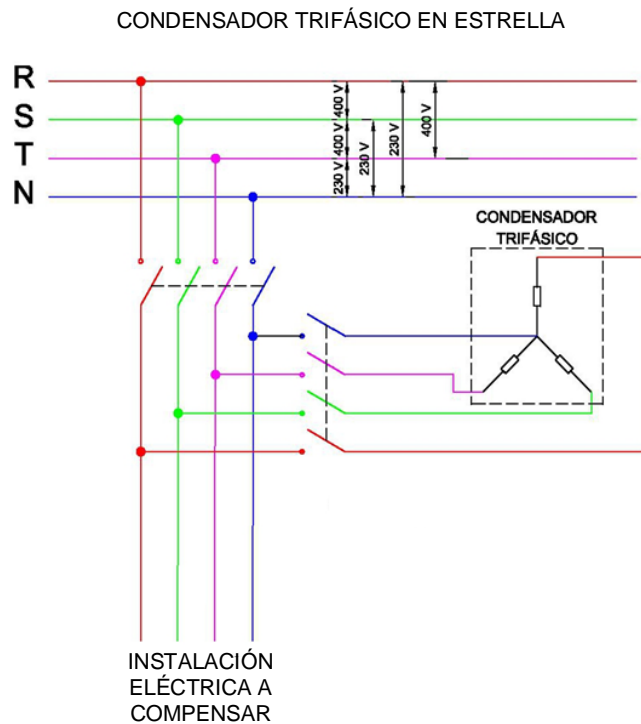 CONDENSADOR TRIFÁSICO EN ESTRELLA
R
S
T
N
400 V
400 V
230 V
230 V
230 V
400 V
CONDENSADOR
TRIFÁSICO
INSTALACIÓN
ELÉCTRICA A
COMPENSAR